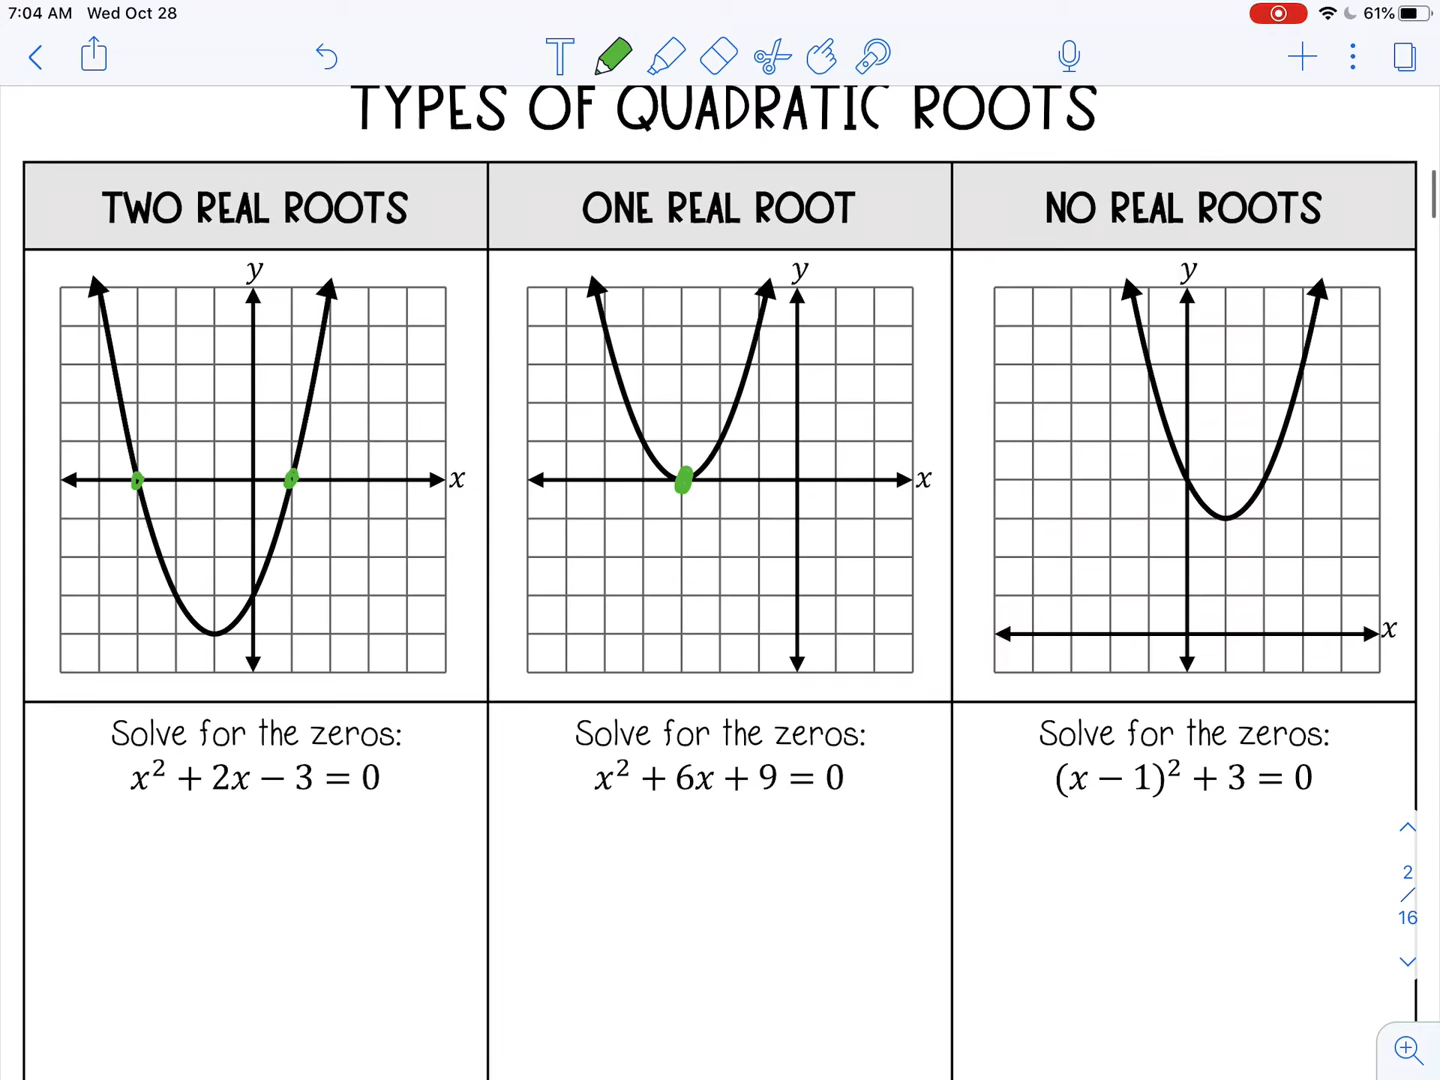 7:04 AM Wed Oct 28
61%
TYPES OF QUADRATIC ROOTS
TWO REAL ROOTS
ONE REAL ROOT
NO REAL ROOTS
y
x
y
x
y
x
Solve for the zeros:
x² + 2x − 3 = 0
Solve for the zeros:
x² + 6x + 9 = 0
Solve for the zeros:
(x − 1)² + 3 = 0
2
/
16